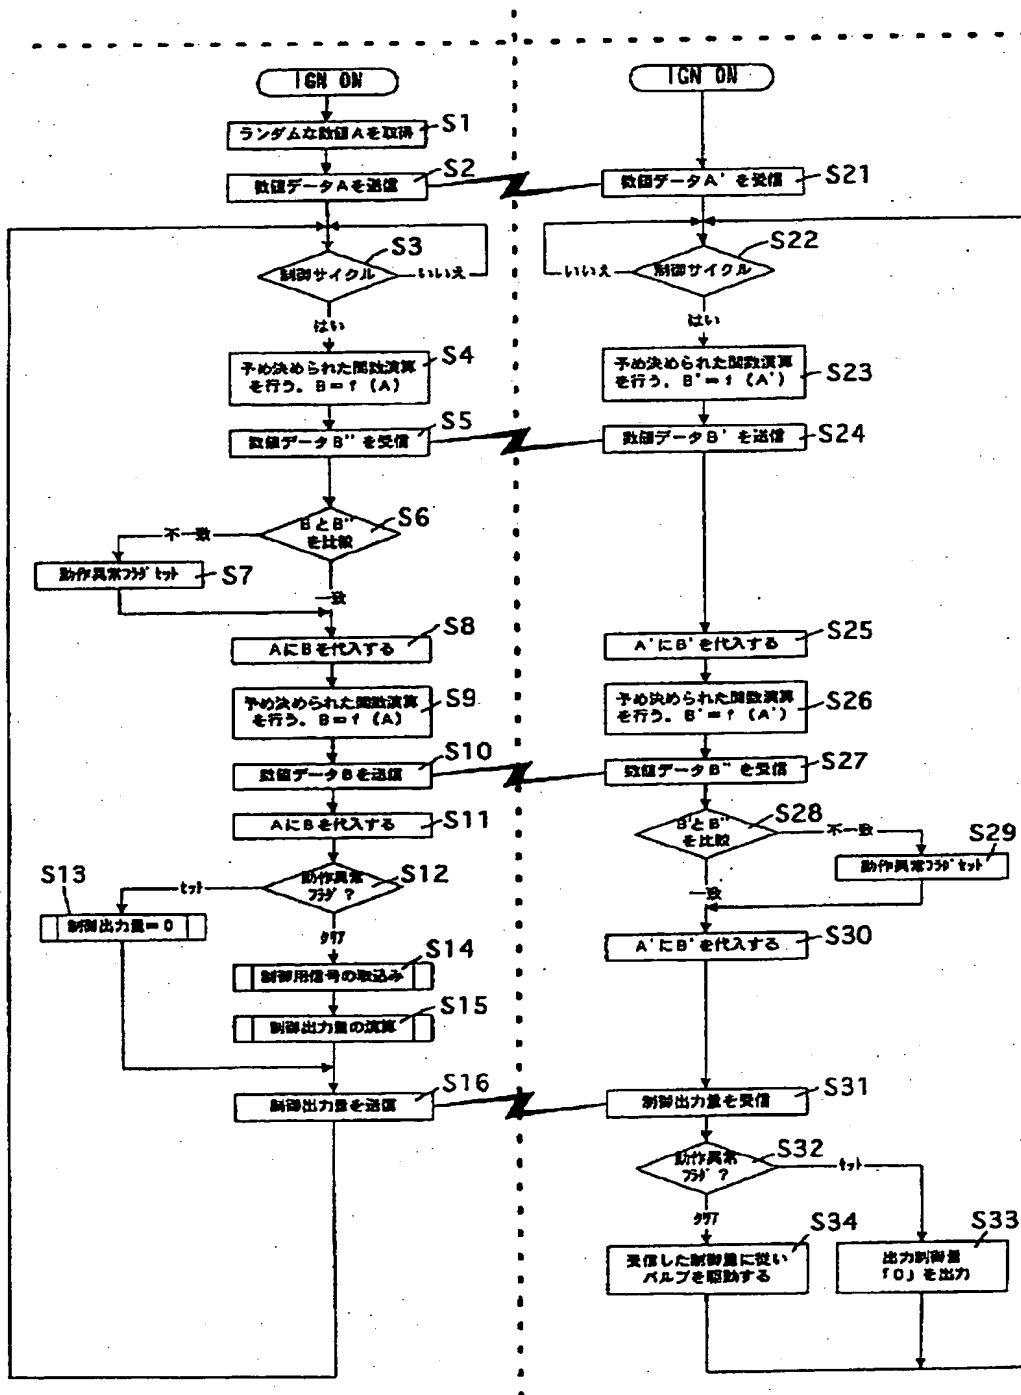 IGN ON
ランダムな数値Aを取得
S1
数値データAを送信
S2
制御サイクル
S3
いいえ
はい
予め決められた関数演算
を行う。B=f (A)
S4
数値データB''を受信
S5
BとB''
を比較
S6
不一致
動作異常フラグセット
S7
一致
AにBを代入する
S8
予め決められた関数演算
を行う。B=f (A)
S9
数値データBを送信
S10
AにBを代入する
S11
動作異常
フラグ?
S12
セット
S13
制御出力量=0
クリア
制御用信号の取込み
S14
制御出力量の演算
S15
制御出力量を送信
S16
IGN ON
数値データA'を受信
S21
制御サイクル
S22
いいえ
はい
予め決められた関数演算
を行う。B'=f (A')
S23
数値データB'を送信
S24
A'にB'を代入する
S25
予め決められた関数演算
を行う。B'=f (A')
S26
数値データB''を受信
S27
B'とB''
を比較
S28
不一致
S29
動作異常フラグセット
一致
A'にB'を代入する
S30
制御出力量を受信
S31
動作異常
フラグ?
S32
セット
クリア
S34
受信した制御量に従い
バルブを駆動する
S33
出力制御量
「0」を出力